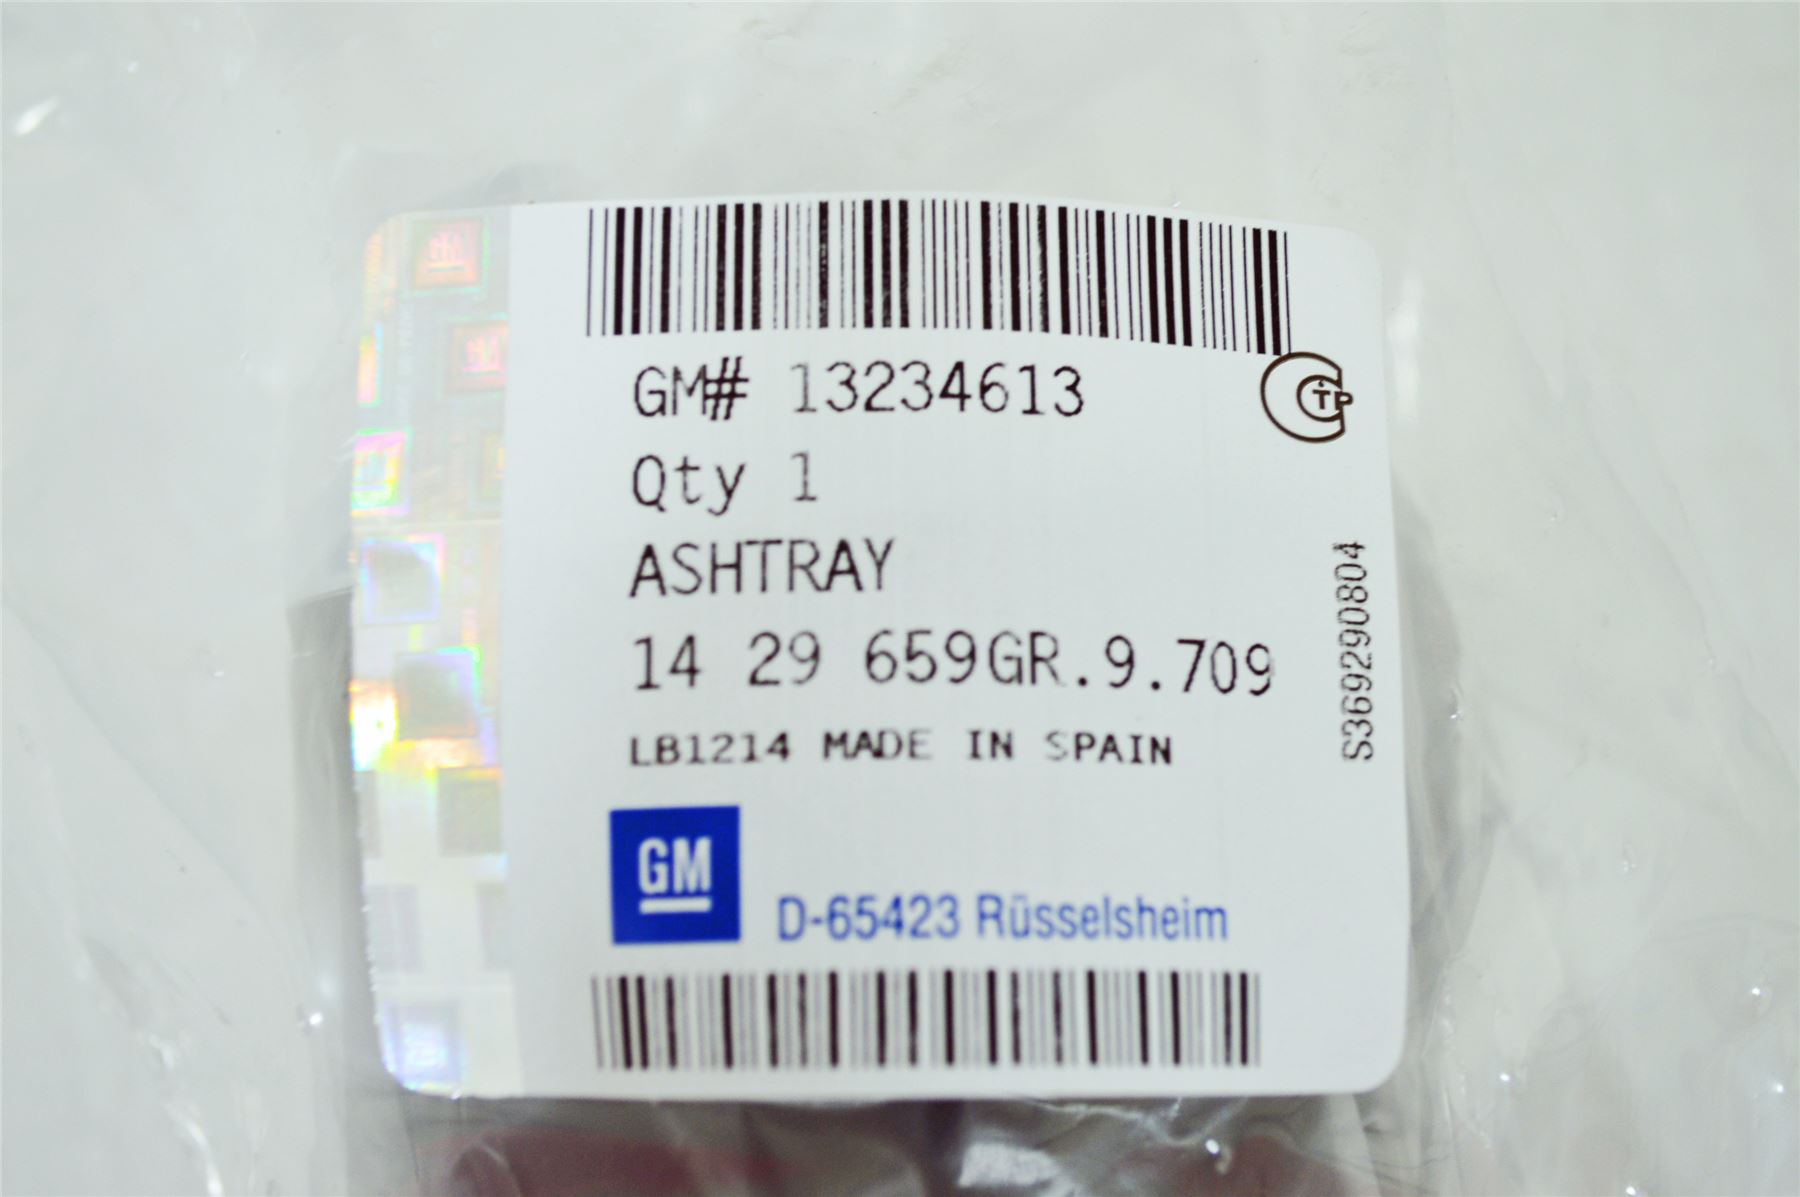 GM# 13234613
Qty 1
ASHTRAY
14 29 659GR.9.709
LB1214 MADE IN SPAIN
GM
D-65423 Rüsselsheim
S369290804